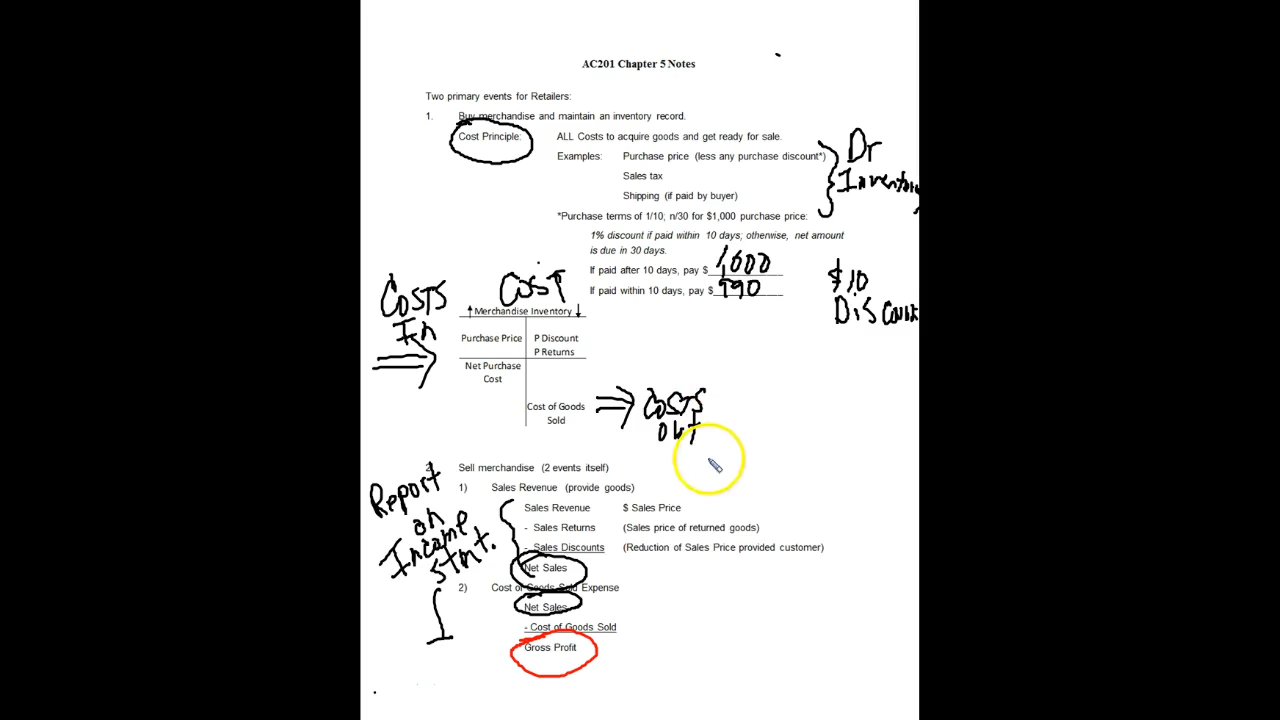 AC201 Chapter 5 Notes
Two primary events for Retailers:
1. Buy merchandise and maintain an inventory record.
Cost Principle: ALL Costs to acquire goods and get ready for sale.
Examples: Purchase price (less any purchase discount*)
Sales tax
Shipping (if paid by buyer)
Dr
Inventory
*Purchase terms of 1/10; n/30 for $1,000 purchase price:
1% discount if paid within 10 days; otherwise, net amount
is due in 30 days.
If paid after 10 days, pay $ 1,000
If paid within 10 days, pay $ 990
$10
Discount
Costs
In
COST
Merchandise Inventory
Purchase Price P Discount
P Returns
Net Purchase
Cost
Cost of Goods
Sold
Costs
Out
2. Sell merchandise (2 events itself)
1) Sales Revenue (provide goods)
Sales Revenue $ Sales Price
- Sales Returns (Sales price of returned goods)
- Sales Discounts (Reduction of Sales Price provided customer)
Net Sales
2) Cost of Goods Sold Expense
Net Sales
- Cost of Goods Sold
Gross Profit
Report
on
Income
Stmt.